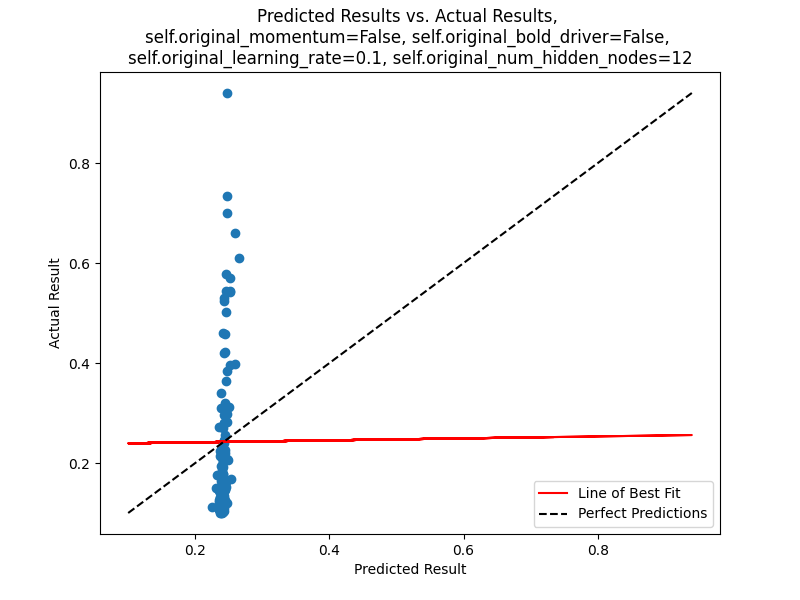 Predicted Results vs. Actual Results,
self.original_momentum=False, self.original_bold_driver=False,
self.original_learning_rate=0.1, self.original_num_hidden_nodes=12
Actual Result
0.8
0.6
0.4
0.2
Line of Best Fit
Perfect Predictions
0.2 0.4 0.6 0.8
Predicted Result